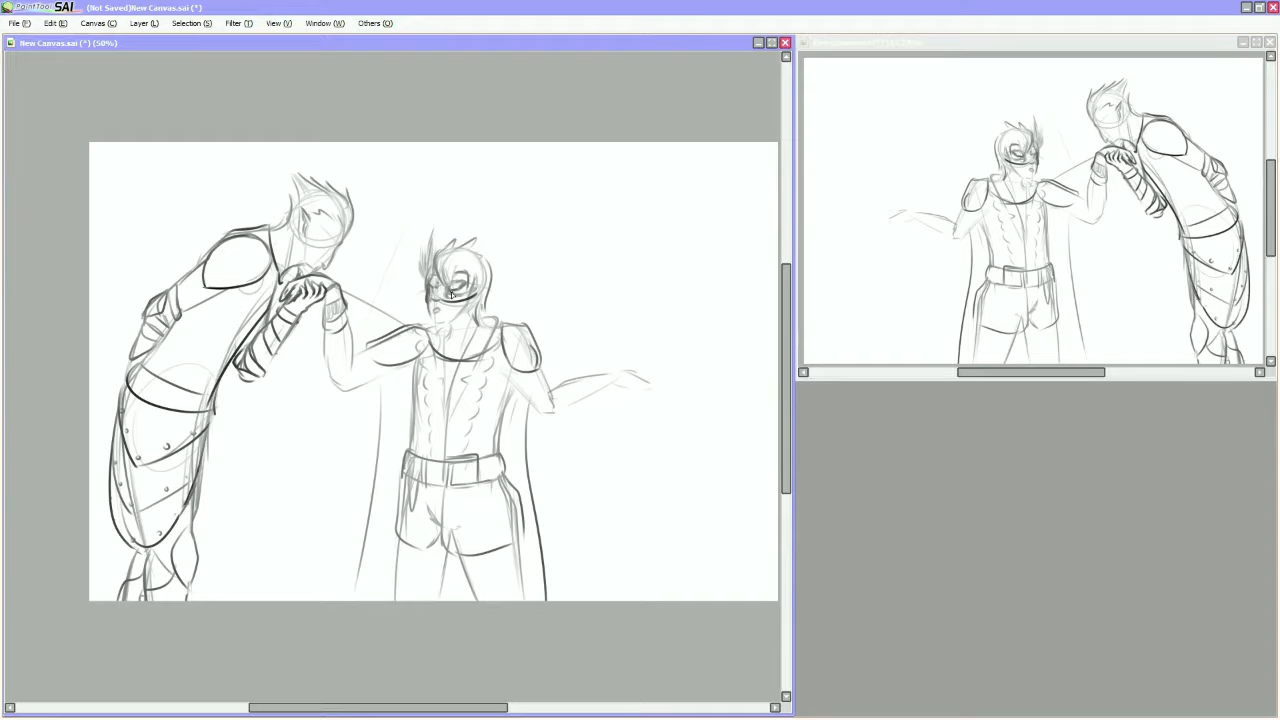 PaintTool SAI (Not Saved)New Canvas.sai (*)
File (F) Edit (E) Canvas (C) Layer (L) Selection (S) Filter (T) View (V) Window (W) Others (O)
New Canvas.sai (*) (50%)